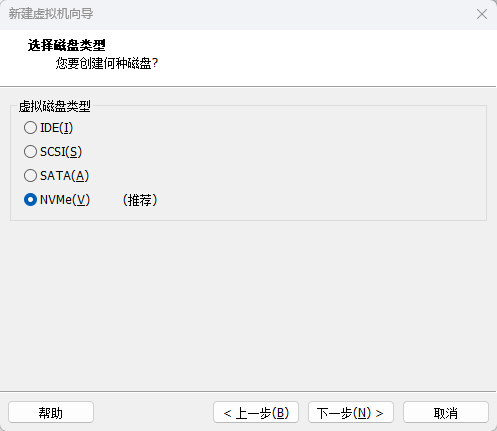 新建虚拟机向导
选择磁盘类型
您要创建何种磁盘?
虚拟磁盘类型
IDE(I)
SCSI(S)
SATA(A)
NVMe(V) （推荐）
帮助 < 上一步(B) 下一步(N) > 取消